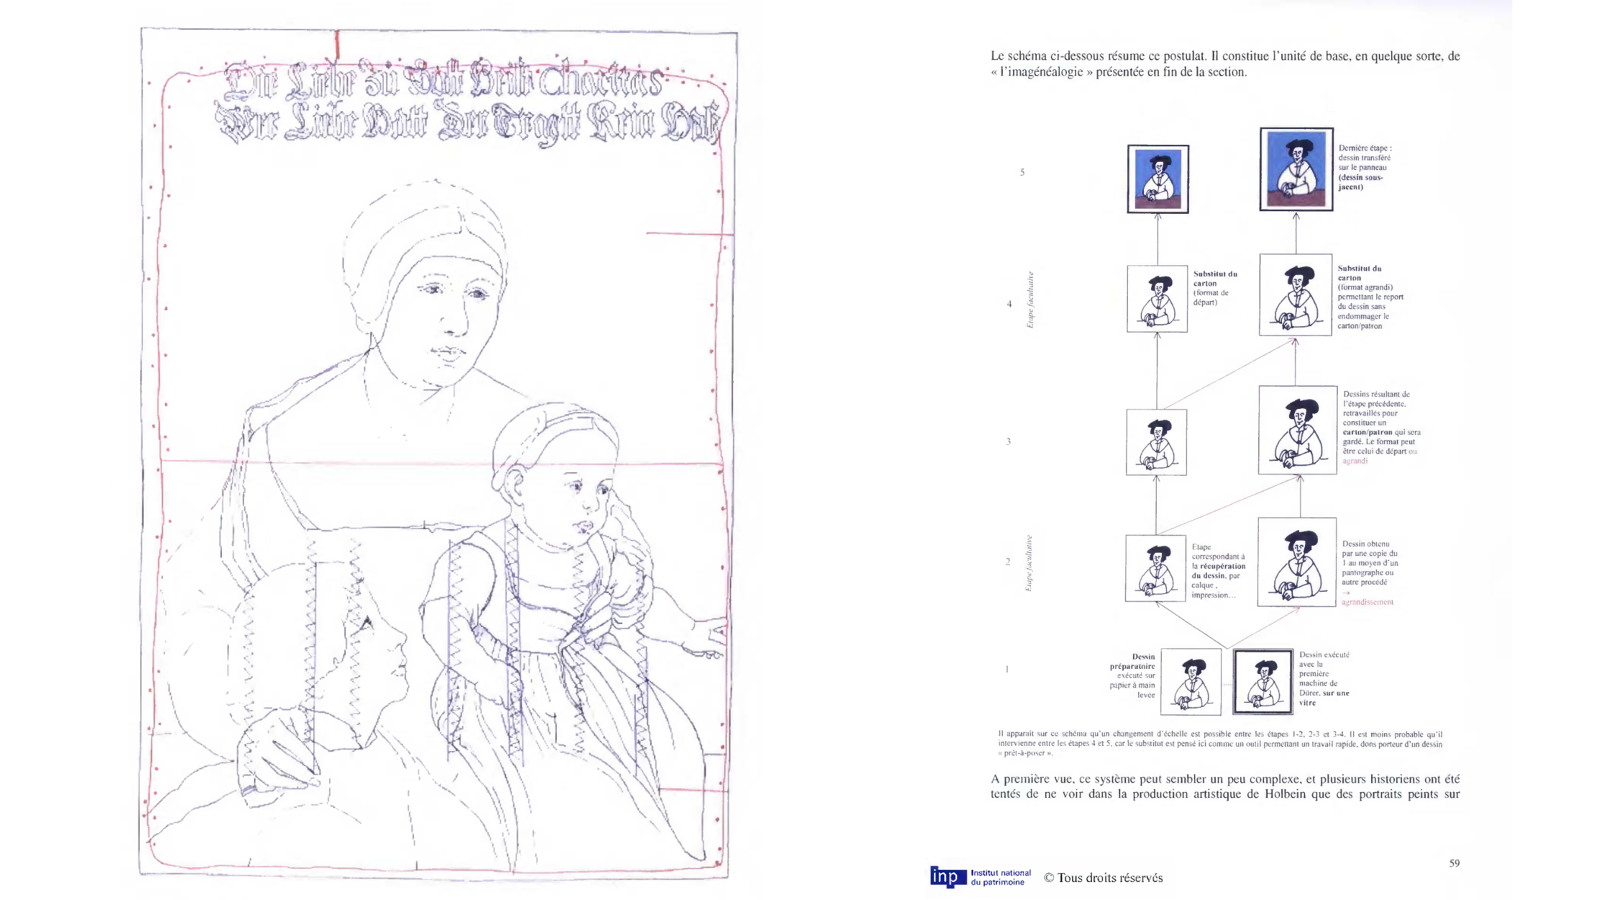 Die Liebe zu Gott Heist Charitas
Wer Liebe Hatt Der Tragtt Kein Haß
Le schéma ci-dessous résume ce postulat. Il constitue l'unité de base, en quelque sorte, de
« l'imagénéalogie » présentée en fin de la section.
5
Dernière étape :
dessin transféré
sur le panneau
(dessin sous-
jacent)
4
Etape facultative
Substitut du
carton
(format de
départ)
Substitut du
carton
(format agrandi)
permettant le report
du dessin sans
endommager le
carton/patron
3
Dessins résultant de
l'étape précédente,
retravaillés pour
constituer un
carton/patron qui sera
gardé. Le format peut
être celui de départ ou
agrandi
2
Etape facultative
Etape
correspondant à
la récupération
du dessin, par
calque ,
impression…
Dessin obtenu
par une copie du
1 au moyen d'un
pantographe ou
autre procédé
→
agrandissement
1
Dessin
préparatoire
exécuté sur
papier à main
levée
Dessin exécuté
avec la
première
machine de
Dürer, sur une
vitre
Il apparaît sur ce schéma qu'un changement d'échelle est possible entre les étapes 1-2, 2-3 et 3-4. Il est moins probable qu'il
intervienne entre les étapes 4 et 5, car le substitut est pensé ici comme un outil permettant un travail rapide, donc porteur d'un dessin
« prêt-à-poser ».
A première vue, ce système peut sembler un peu complexe, et plusieurs historiens ont été
tentés de ne voir dans la production artistique de Holbein que des portraits peints sur
59
inp Institut national
du patrimoine
© Tous droits réservés